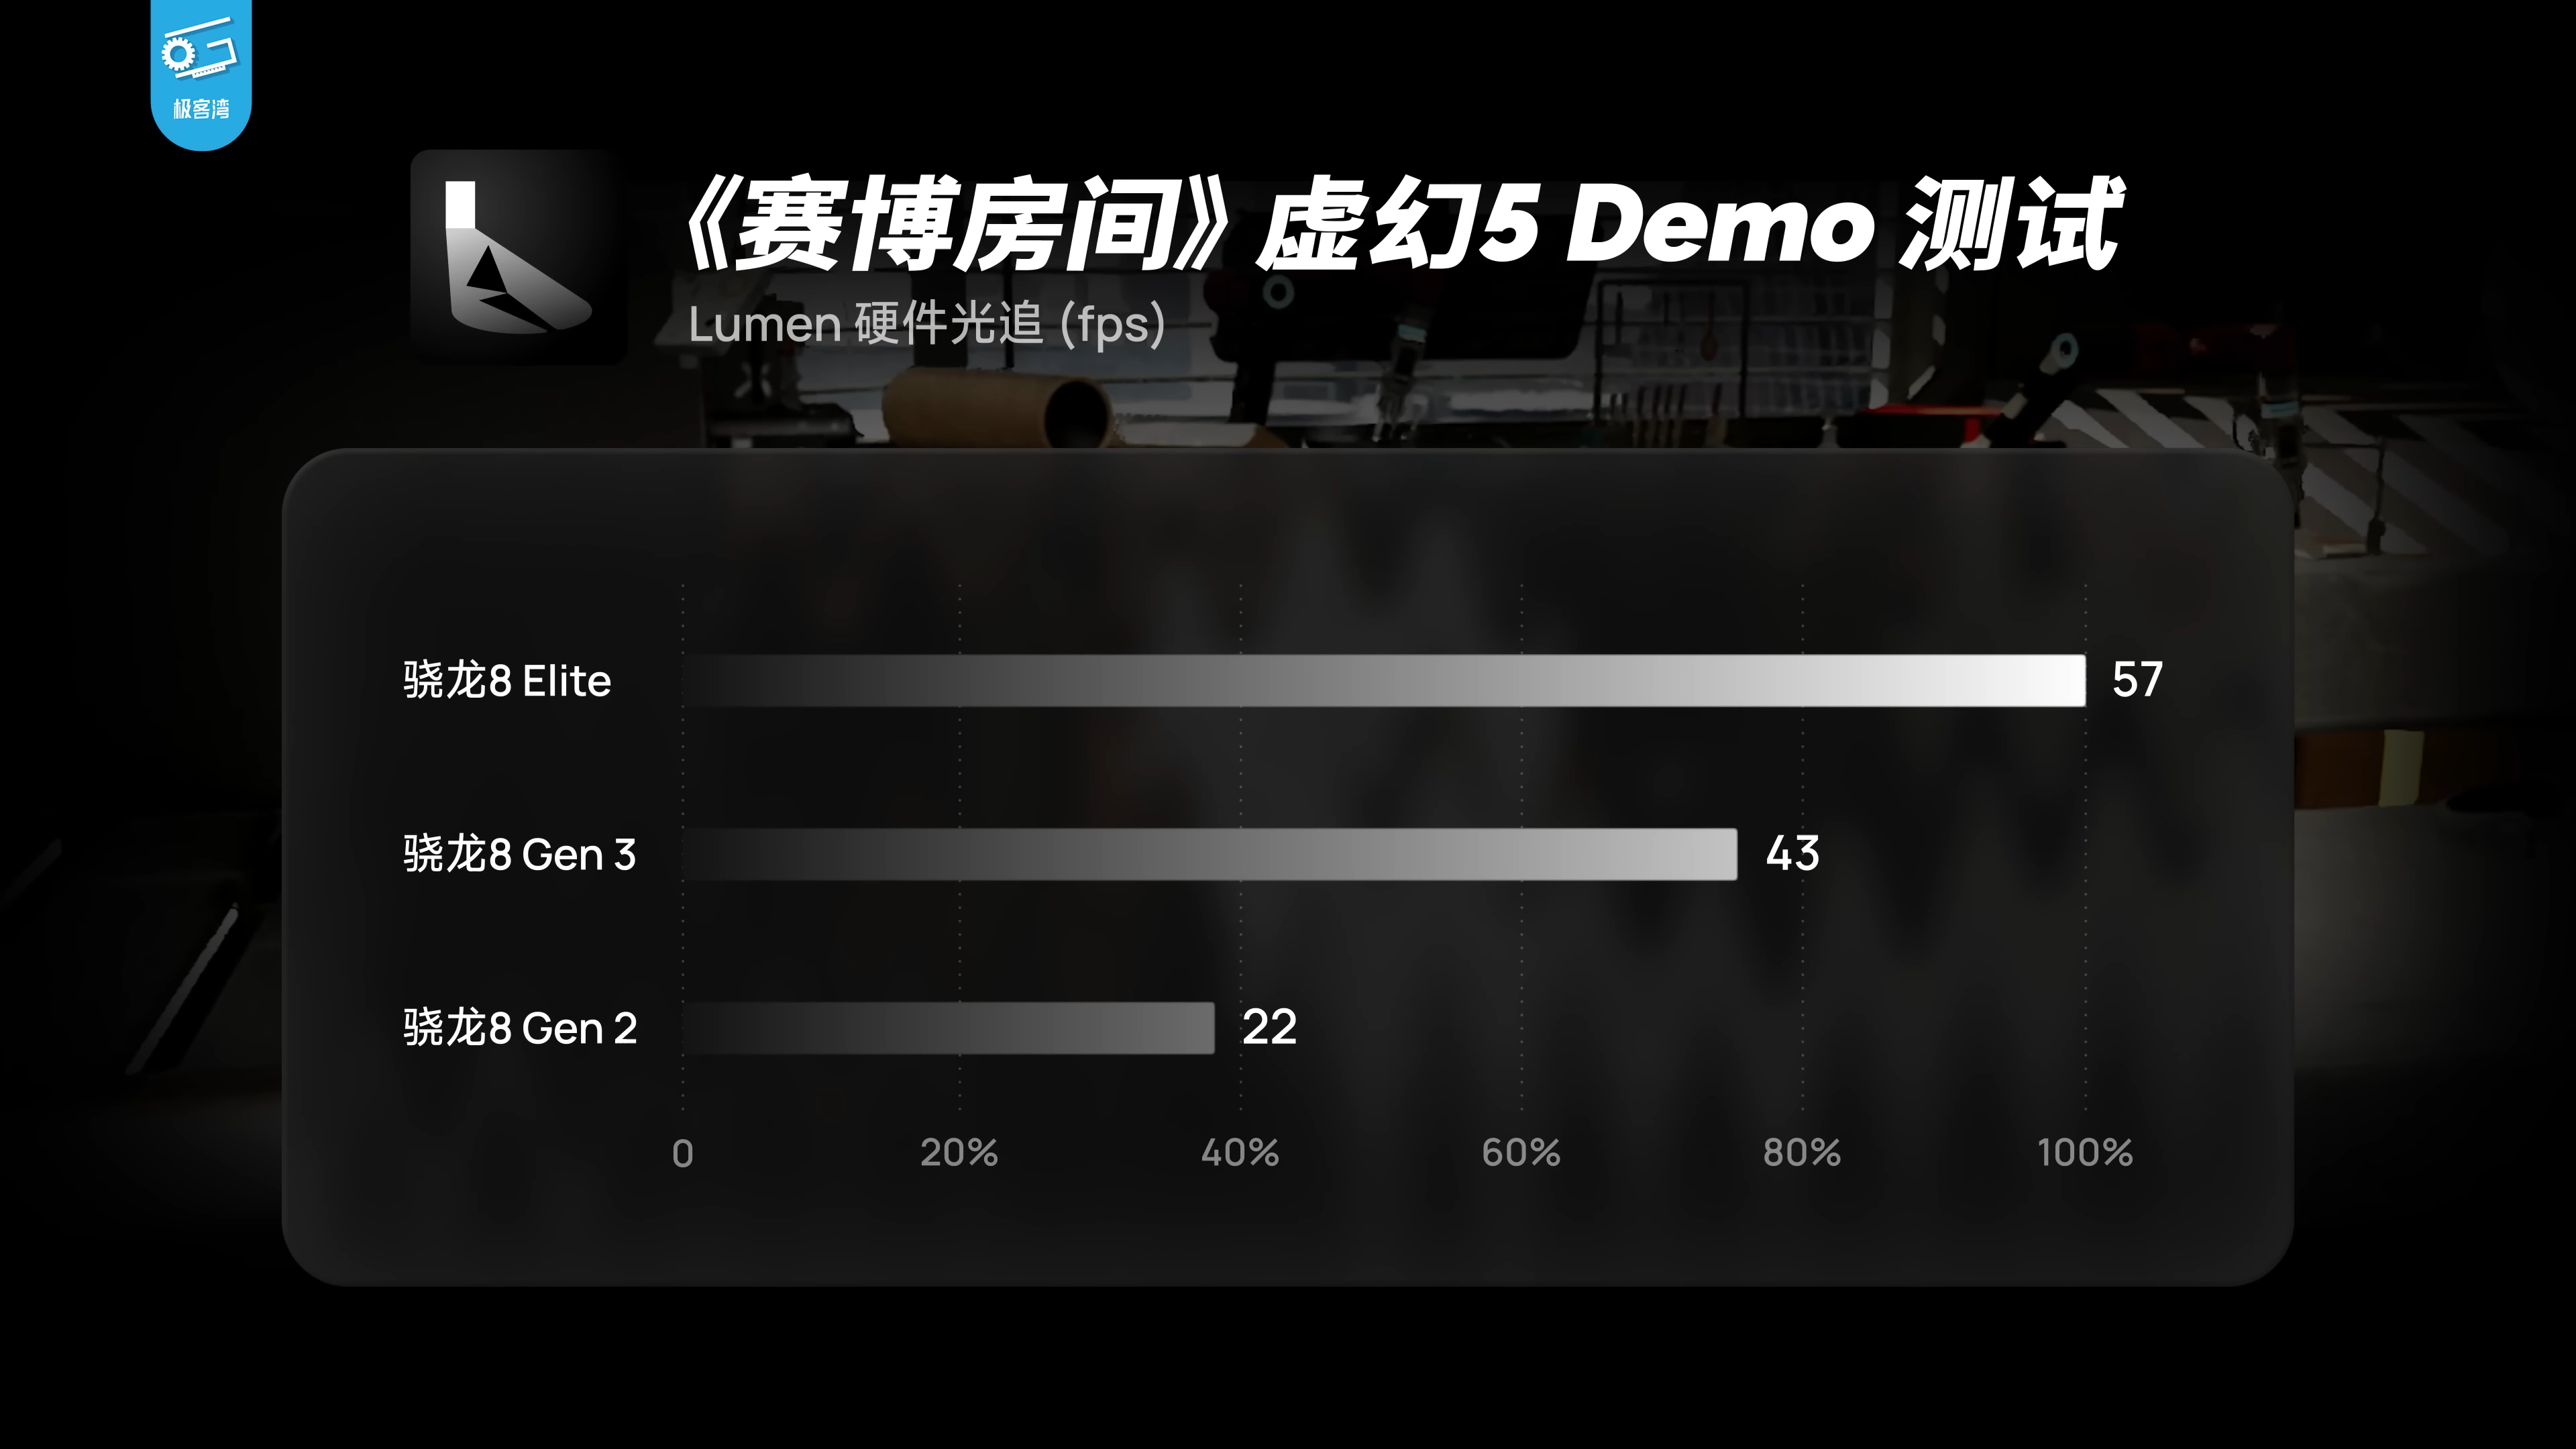 极客湾
《赛博房间》虚幻5 Demo 测试
Lumen 硬件光追 (fps)
骁龙8 Elite
57
骁龙8 Gen 3
43
骁龙8 Gen 2
22
0 20% 40% 60% 80% 100%